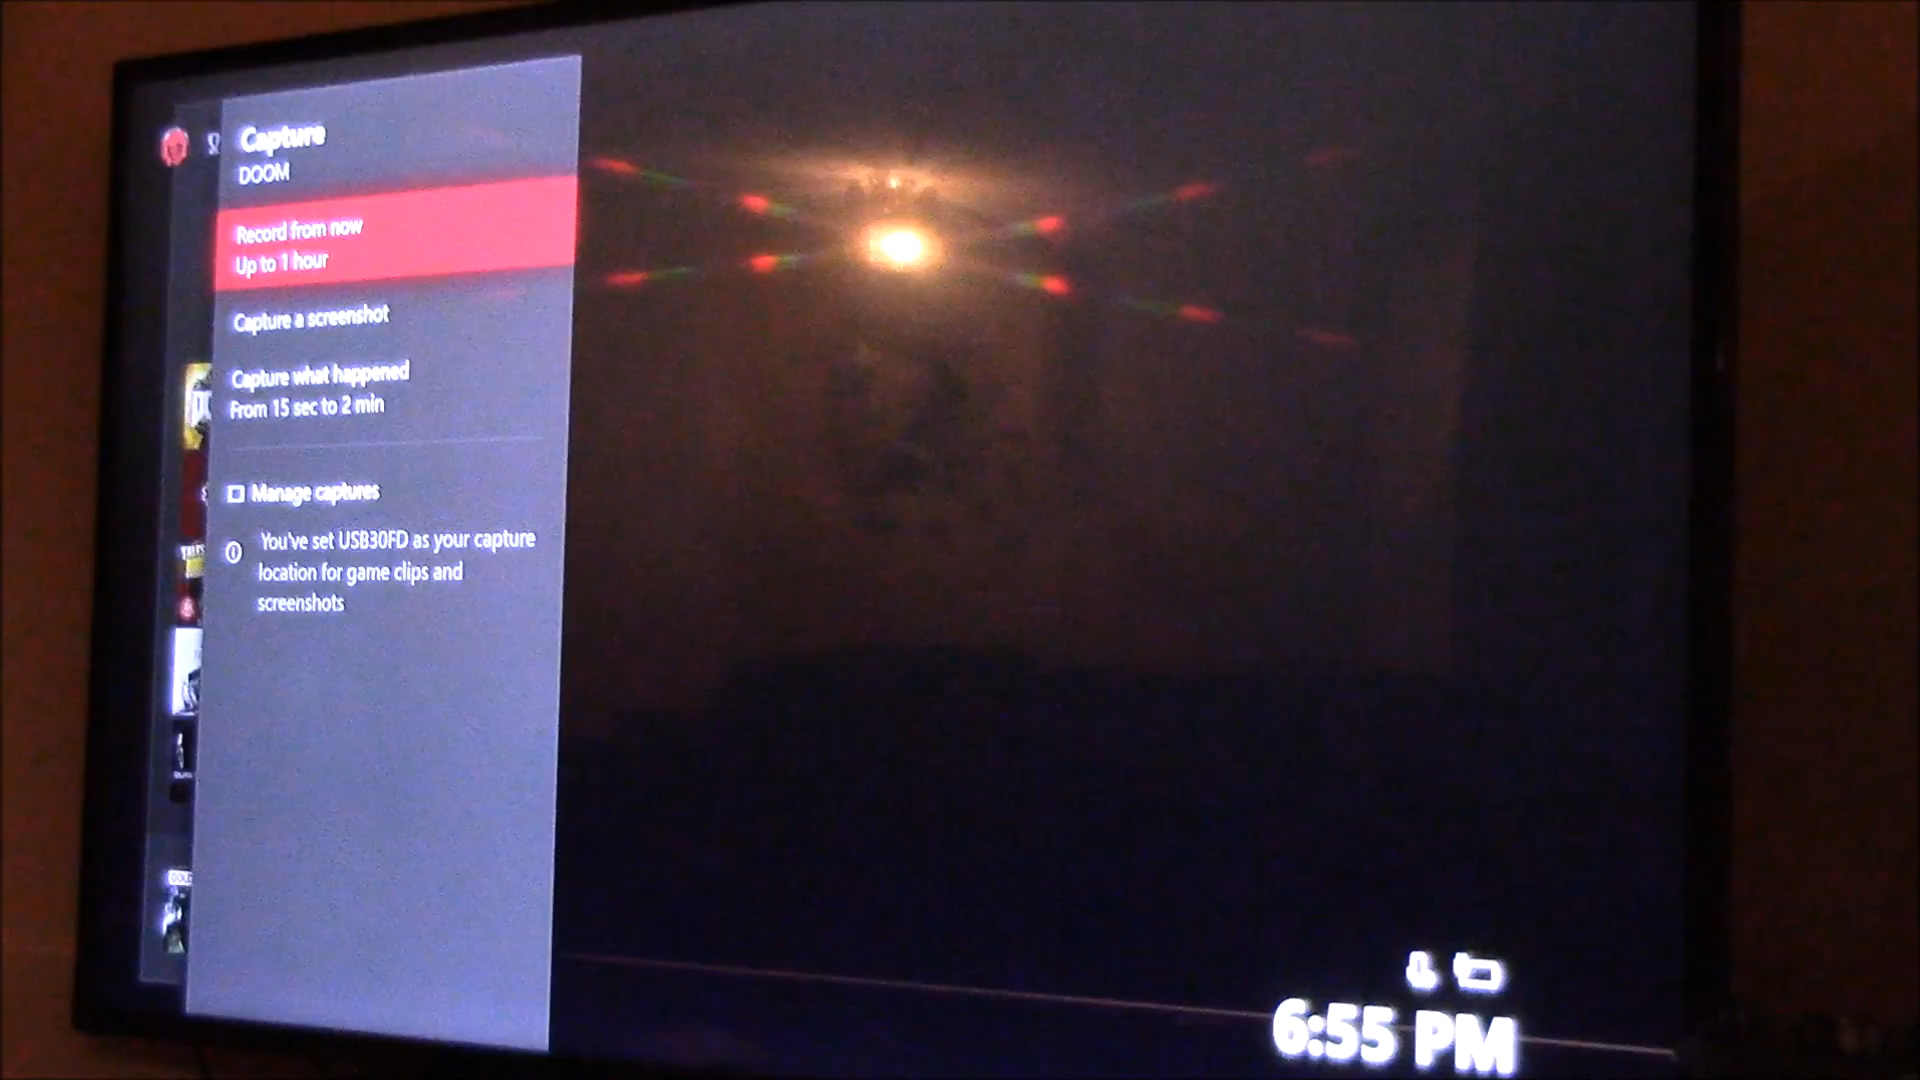 Capture
DOOM
Record from now
Up to 1 hour
Capture a screenshot
Capture what happened
From 15 sec to 2 min
Manage captures
You've set USB30FD as your capture
location for game clips and
screenshots
6:55 PM